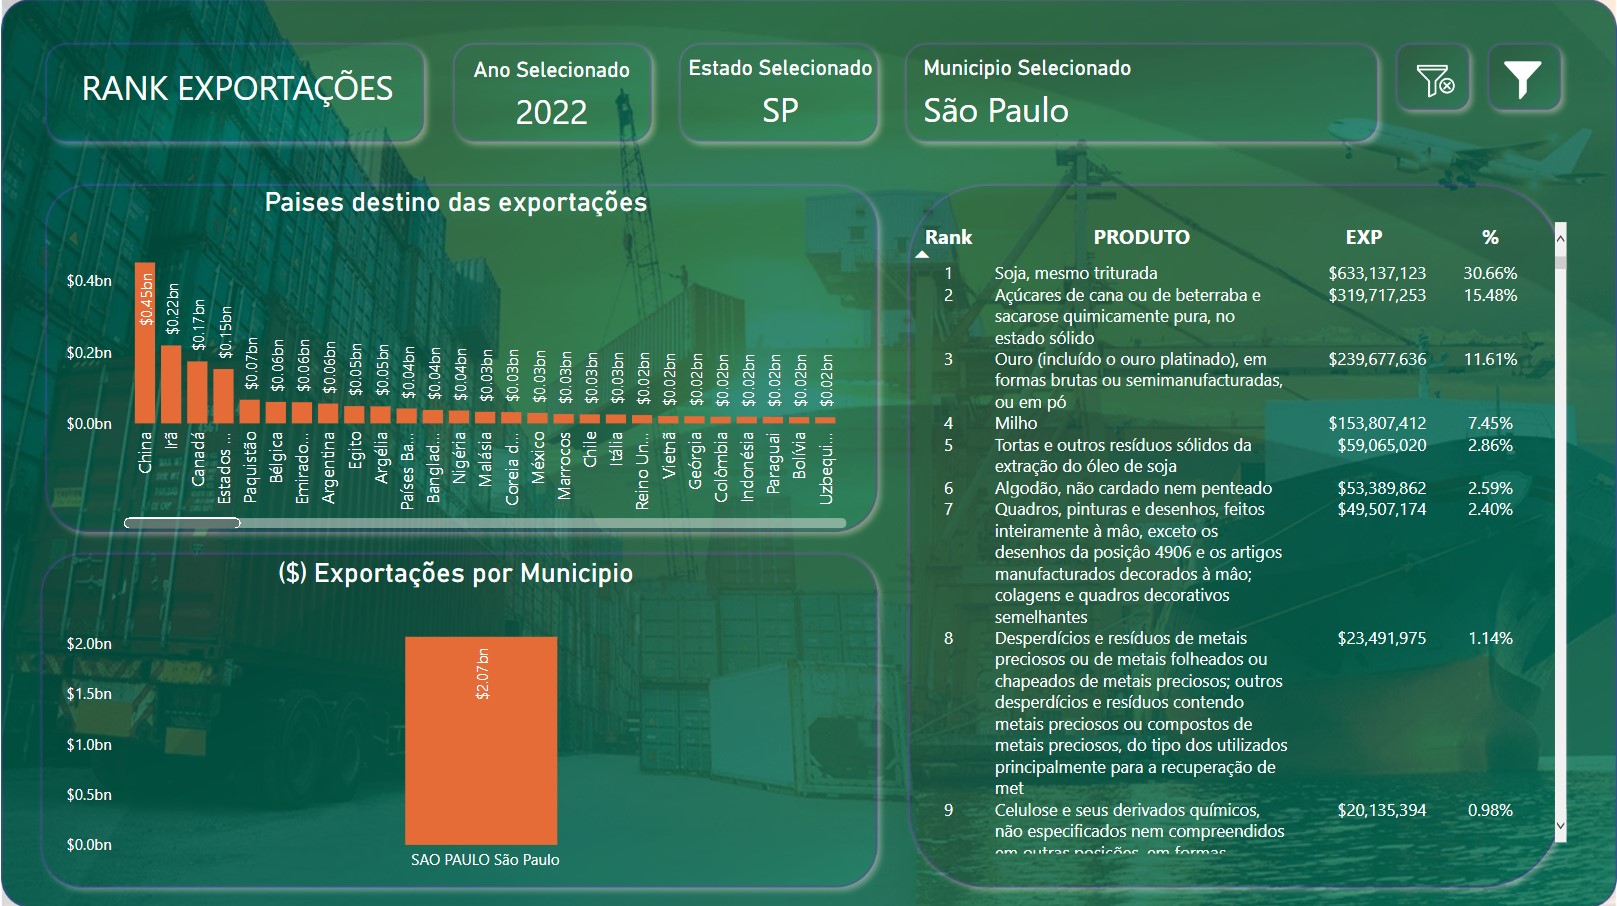 RANK EXPORTAÇÕES
Ano Selecionado
2022
Estado Selecionado
SP
Municipio Selecionado
São Paulo
Paises destino das exportações
$0.4bn
$0.2bn
$0.0bn
$0.45bn
$0.22bn
$0.17bn
$0.15bn
$0.07bn
$0.06bn
$0.06bn
$0.06bn
$0.05bn
$0.05bn
$0.04bn
$0.04bn
$0.04bn
$0.03bn
$0.03bn
$0.03bn
$0.03bn
$0.03bn
$0.03bn
$0.02bn
$0.02bn
$0.02bn
$0.02bn
$0.02bn
$0.02bn
$0.02bn
$0.02bn
China
Irã
Canadá
Estados ...
Paquistão
Bélgica
Emirado...
Argentina
Egito
Argélia
Países Ba...
Banglad...
Nigéria
Malásia
Coreia d...
México
Marrocos
Chile
Itália
Reino Un...
Vietnã
Geórgia
Colômbia
Indonésia
Paraguai
Bolívia
Uzbequi...
($) Exportações por Municipio
$2.0bn
$1.5bn
$1.0bn
$0.5bn
$0.0bn
$2.07bn
SAO PAULO São Paulo
Rank PRODUTO EXP %
1 Soja, mesmo triturada $633,137,123 30.66%
2 Açúcares de cana ou de beterraba e $319,717,253 15.48%
sacarose quimicamente pura, no
estado sólido
3 Ouro (incluído o ouro platinado), em $239,677,636 11.61%
formas brutas ou semimanufacturadas,
ou em pó
4 Milho $153,807,412 7.45%
5 Tortas e outros resíduos sólidos da $59,065,020 2.86%
extração do óleo de soja
6 Algodão, não cardado nem penteado $53,389,862 2.59%
7 Quadros, pinturas e desenhos, feitos $49,507,174 2.40%
inteiramente à mão, exceto os
desenhos da posição 4906 e os artigos
manufacturados decorados à mão;
colagens e quadros decorativos
semelhantes
8 Desperdícios e resíduos de metais $23,491,975 1.14%
preciosos ou de metais folheados ou
chapeados de metais preciosos; outros
desperdícios e resíduos contendo
metais preciosos ou compostos de
metais preciosos, do tipo dos utilizados
principalmente para a recuperação de
met
9 Celulose e seus derivados químicos, $20,135,394 0.98%
não especificados nem compreendidos
em outras posições, em formas